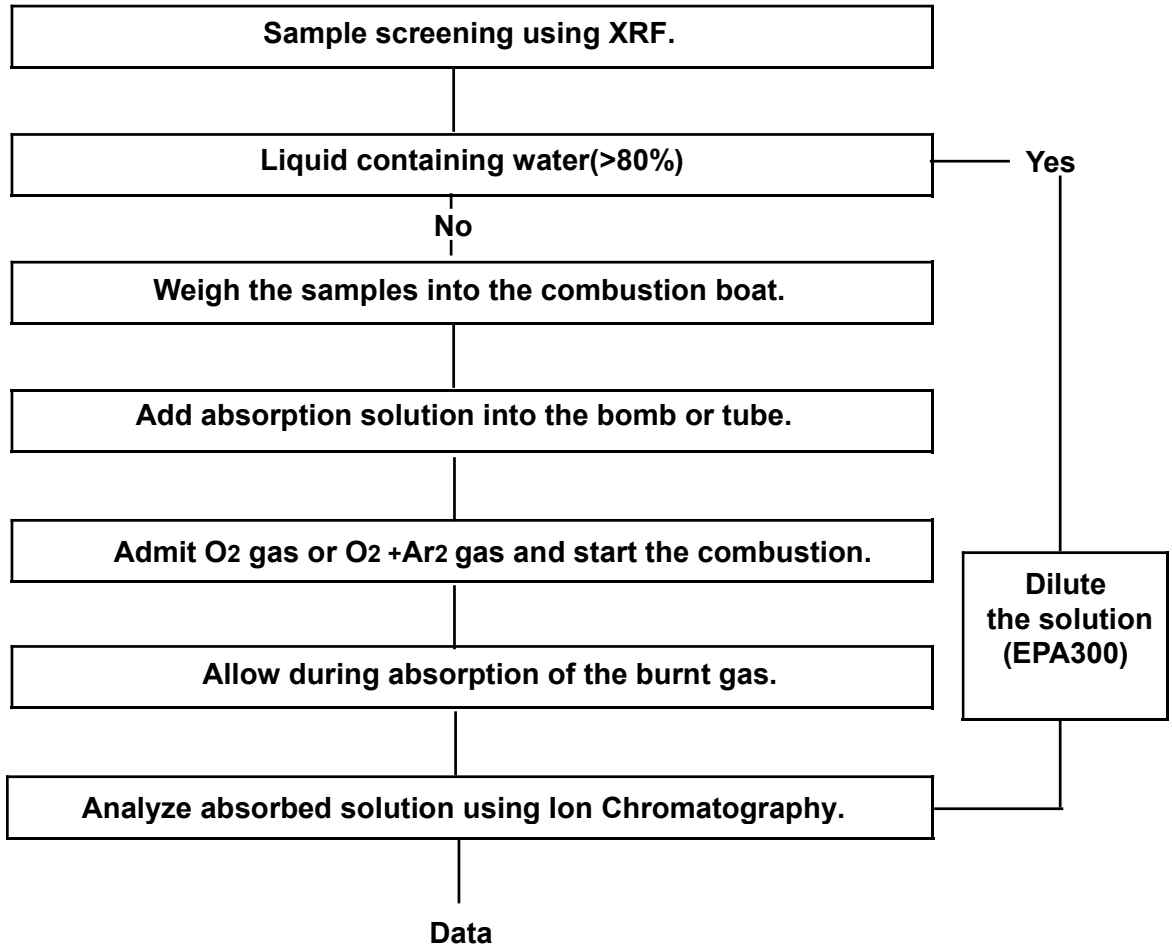 Sample screening using XRF.
Liquid containing water(>80%)
Yes
No
Weigh the samples into the combustion boat.
Add absorption solution into the bomb or tube.
Admit O2 gas or O2 +Ar2 gas and start the combustion.
Dilute
the solution
(EPA300)
Allow during absorption of the burnt gas.
Analyze absorbed solution using Ion Chromatography.
Data